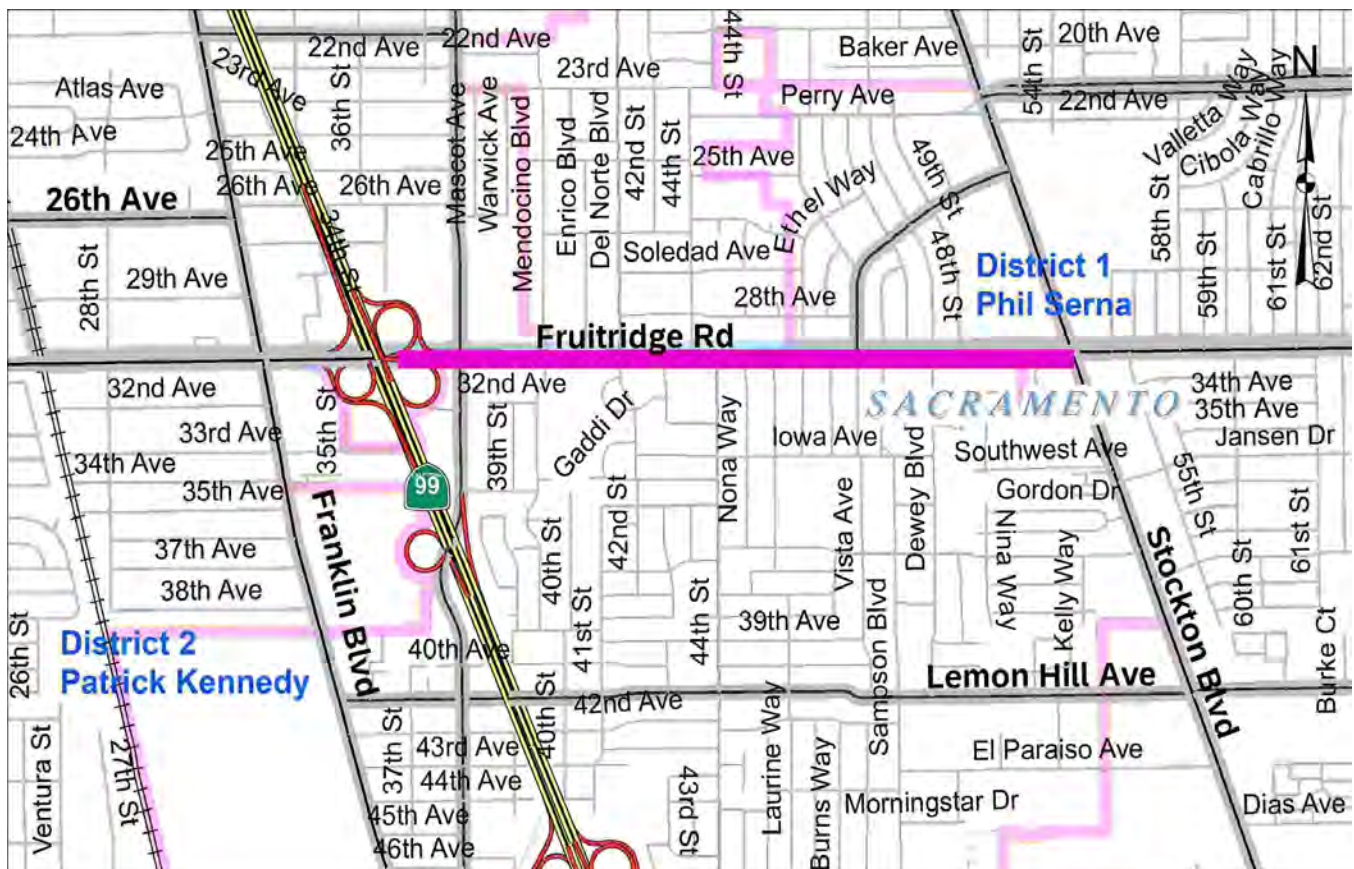 22nd Ave
22nd Ave
44th St
Baker Ave
54th St
20th Ave
N
23rd Ave
36th St
23rd Ave
Atlas Ave
Perry Ave
22nd Ave
Valletta Way
Cibola Way
Cabrillo Way
24th Ave
25th Ave
26th Ave
26th Ave
26th Ave
Mascot Ave
Warwick Ave
Mendocino Blvd
Enrico Blvd
Del Norte Blvd
42nd St
44th St
25th Ave
Ethel Way
49th St
48th St
58th St
59th St
61st St
62nd St
34th St
Soledad Ave
28th St
29th Ave
28th Ave
District 1
Phil Serna
Fruitridge Rd
32nd Ave
32nd Ave
34th Ave
35th Ave
SACRAMENTO
35th St
33rd Ave
39th St
Gaddi Dr
Nona Way
Iowa Ave
Dewey Blvd
Southwest Ave
Jansen Dr
34th Ave
35th Ave
99
Gordon Dr
55th St
61st St
Franklin Blvd
37th Ave
38th Ave
40th St
42nd St
41st St
44th St
Vista Ave
Nina Way
Kelly Way
Stockton Blvd
60th St
39th Ave
Sampson Blvd
26th St
District 2
Patrick Kennedy
40th Ave
Lemon Hill Ave
Burke Ct
40th St
42nd Ave
Ventura St
27th St
37th St
43rd Ave
44th Ave
45th Ave
46th Ave
43rd St
Laurine Way
Burns Way
El Paraiso Ave
Morningstar Dr
Dias Ave